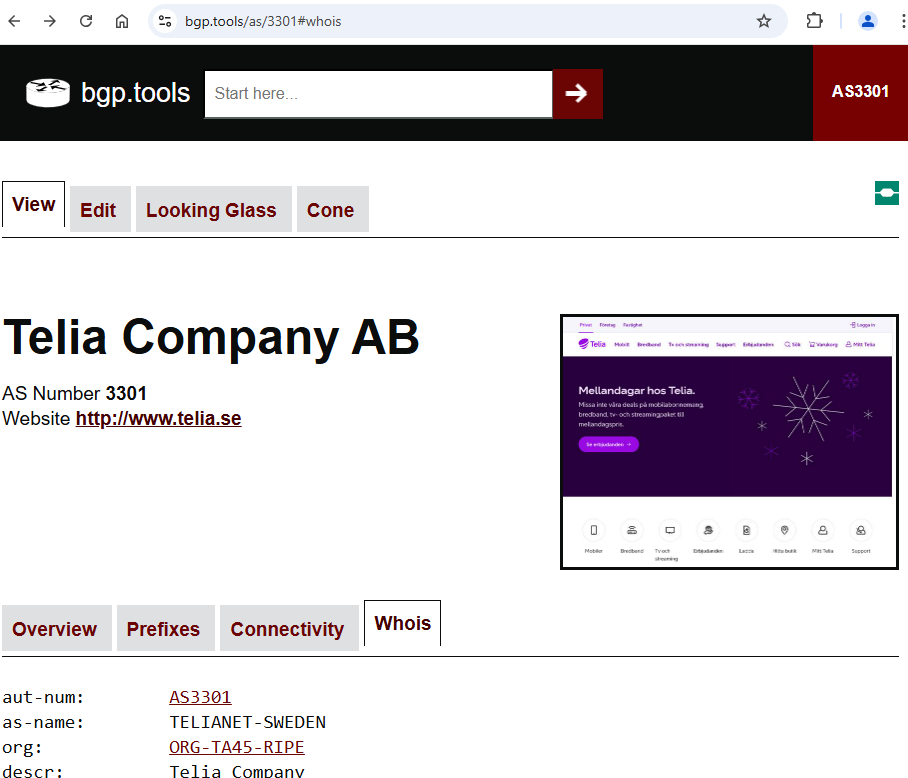 bgp.tools/as/3301#whois
bgp.tools
Start here...
AS3301
View
Edit
Looking Glass
Cone
Telia Company AB
AS Number 3301
Website http://www.telia.se
Privat Företag Fastighet
Logga in
Telia Mobilt Bredband Tv och streaming Support Erbjudanden Sök Varukorg Mitt Telia
Mellandagar hos Telia.
Missa inte våra deals på mobilabonnemang,
bredband, tv- och streamingpaket till
mellandagspris.
Se erbjudanden →
Mobiler Bredband Tv och streaming Erbjudanden Ladda Hitta butik Mitt Telia Support
Overview
Prefixes
Connectivity
Whois
aut-num: AS3301
as-name: TELIANET-SWEDEN
org: ORG-TA45-RIPE
descr: Telia Company